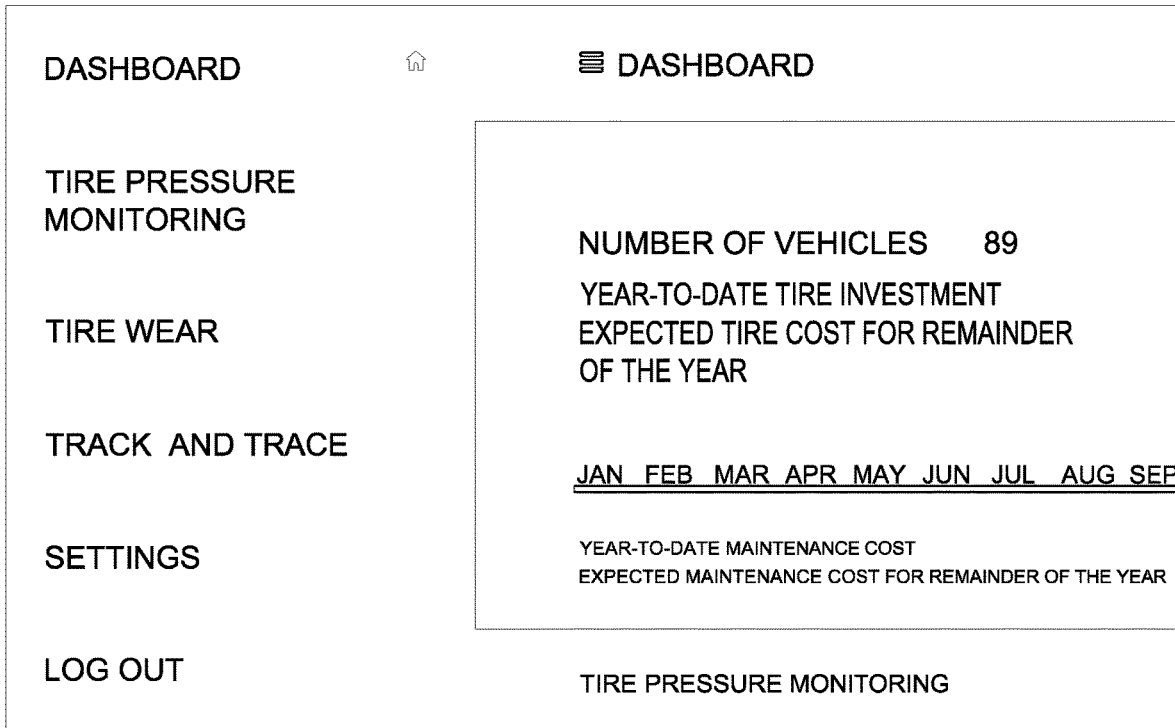 DASHBOARD
TIRE PRESSURE
MONITORING
TIRE WEAR
TRACK AND TRACE
SETTINGS
LOG OUT
DASHBOARD
NUMBER OF VEHICLES 89
YEAR-TO-DATE TIRE INVESTMENT
EXPECTED TIRE COST FOR REMAINDER
OF THE YEAR
JAN FEB MAR APR MAY JUN JUL AUG SEP
YEAR-TO-DATE MAINTENANCE COST
EXPECTED MAINTENANCE COST FOR REMAINDER OF THE YEAR
TIRE PRESSURE MONITORING